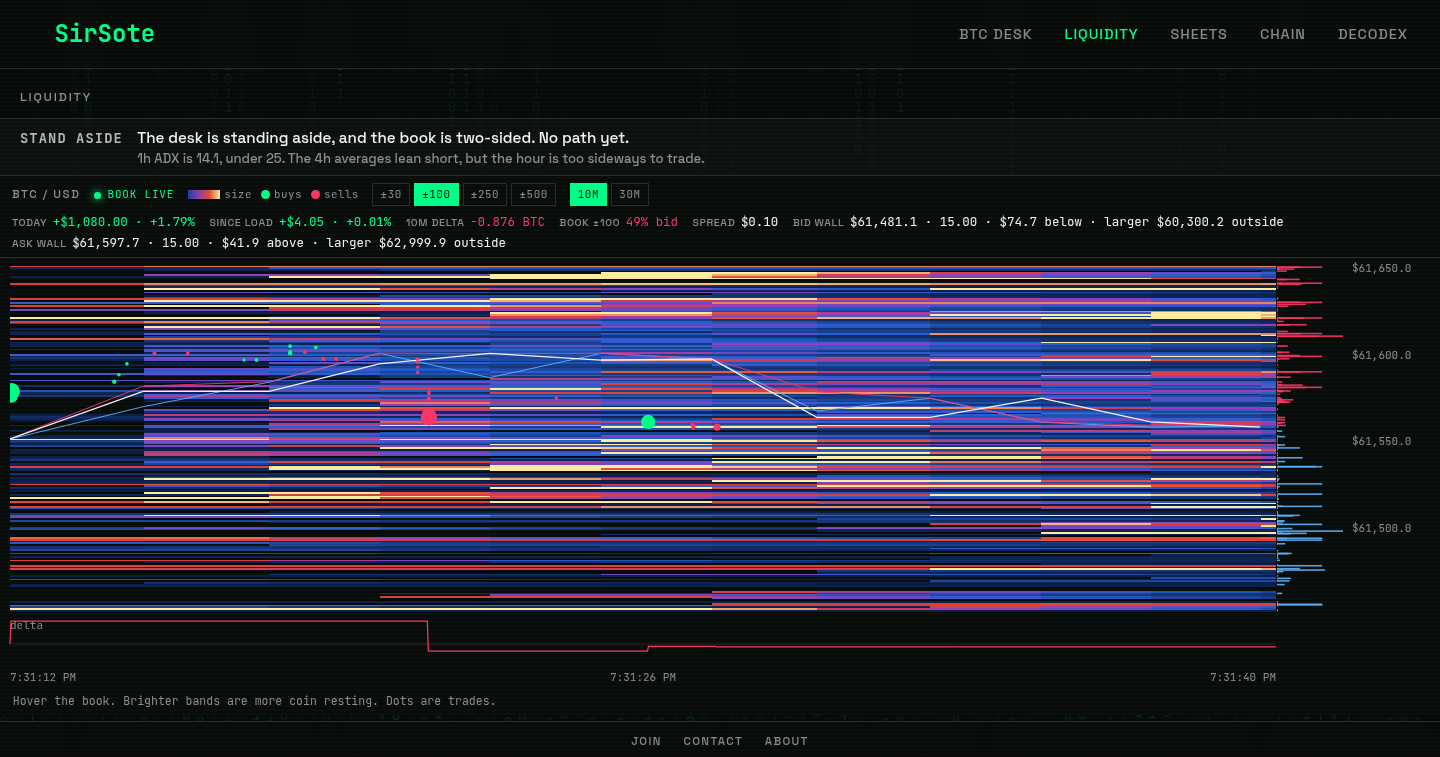 SirSote
BTC DESK LIQUIDITY SHEETS CHAIN DECODEX
LIQUIDITY
STAND ASIDE The desk is standing aside, and the book is two-sided. No path yet.
1h ADX is 14.1, under 25. The 4h averages lean short, but the hour is too sideways to trade.
BTC / USD BOOK LIVE size buys sells ±30 ±100 ±250 ±500 10M 30M
TODAY +$1,080.00 · +1.79% SINCE LOAD +$4.05 · +0.01% 10M DELTA -0.876 BTC BOOK ±100 49% bid SPREAD $0.10 BID WALL $61,481.1 · 15.00 · $74.7 below · larger $60,300.2 outside
ASK WALL $61,597.7 · 15.00 · $41.9 above · larger $62,999.9 outside
$61,650.0
$61,600.0
$61,550.0
$61,500.0
delta
7:31:12 PM 7:31:26 PM 7:31:40 PM
Hover the book. Brighter bands are more coin resting. Dots are trades.
JOIN CONTACT ABOUT